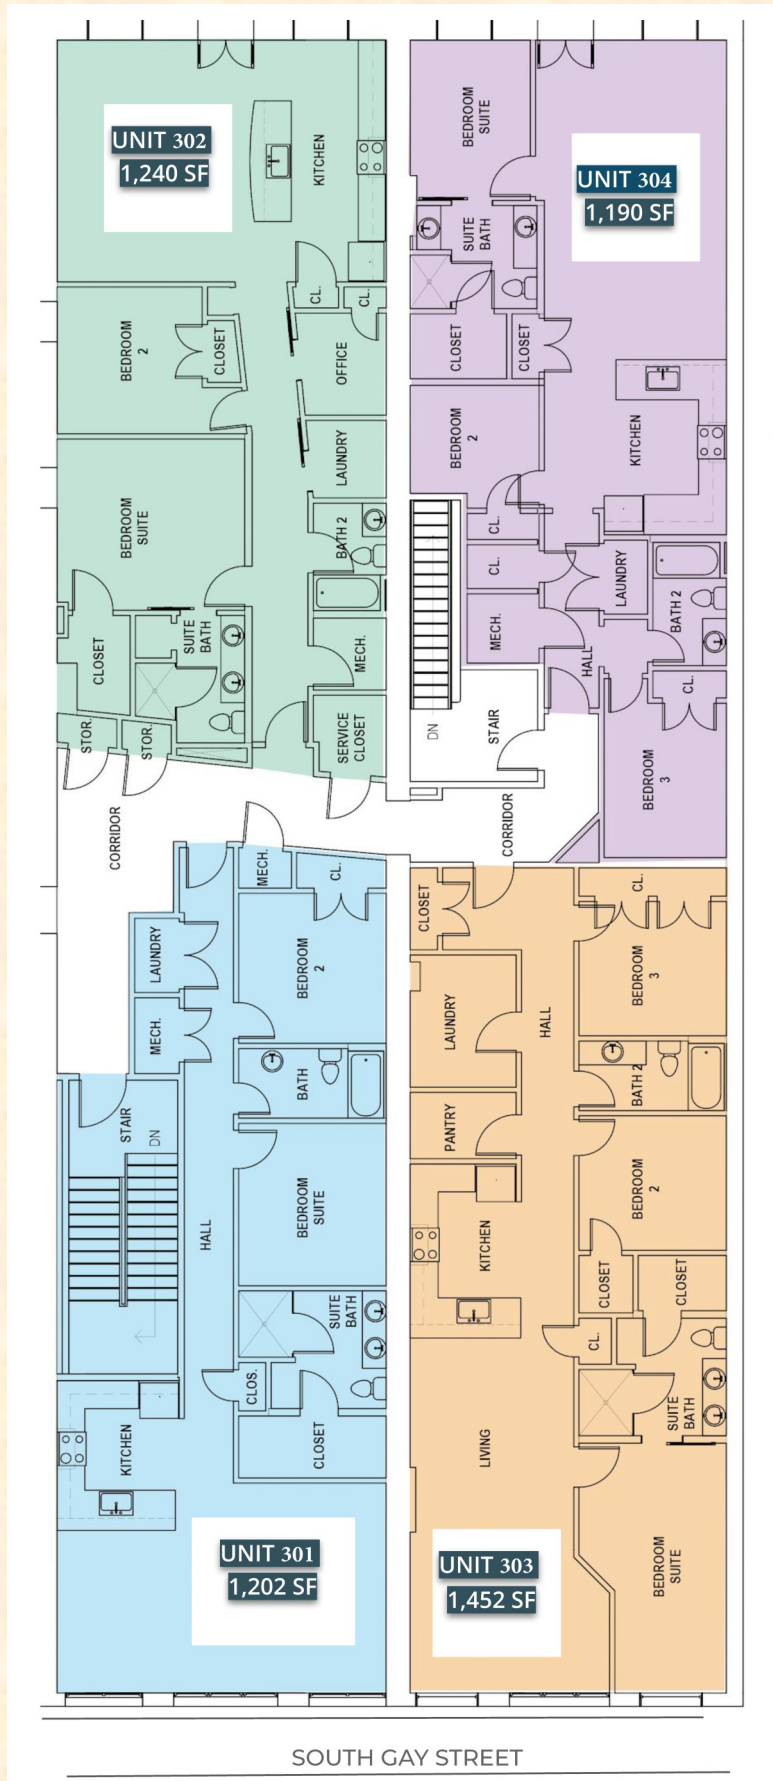 UNIT 302
1,240 SF
KITCHEN
CL.
CL.
BEDROOM
2
CLOSET
OFFICE
LAUNDRY
BEDROOM
SUITE
BATH 2
CLOSET
SUITE
BATH
MECH.
STOR.
STOR.
SERVICE
CLOSET
BEDROOM
SUITE
UNIT 304
1,190 SF
SUITE
BATH
CLOSET
CLOSET
BEDROOM
2
KITCHEN
CL.
CL.
LAUNDRY
MECH.
BATH 2
HALL
CL.
DN
STAIR
BEDROOM
3
CORRIDOR
CORRIDOR
MECH.
CL.
LAUNDRY
BEDROOM
2
MECH.
BATH
STAIR
DN
BEDROOM
SUITE
HALL
SUITE
BATH
CLOS.
KITCHEN
CLOSET
UNIT 301
1,202 SF
CLOSET
CL.
LAUNDRY
HALL
BEDROOM
3
BATH 2
PANTRY
BEDROOM
2
KITCHEN
CLOSET
CLOSET
CL.
SUITE
BATH
LIVING
UNIT 303
1,452 SF
BEDROOM
SUITE
SOUTH GAY STREET